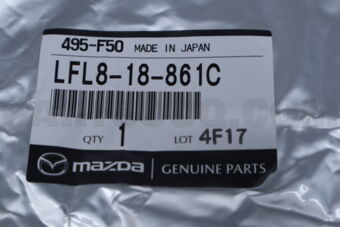 495-F50 MADE IN JAPAN
LFL8-18-861C
QTY 1 LOT 4F17
mazda GENUINE PARTS